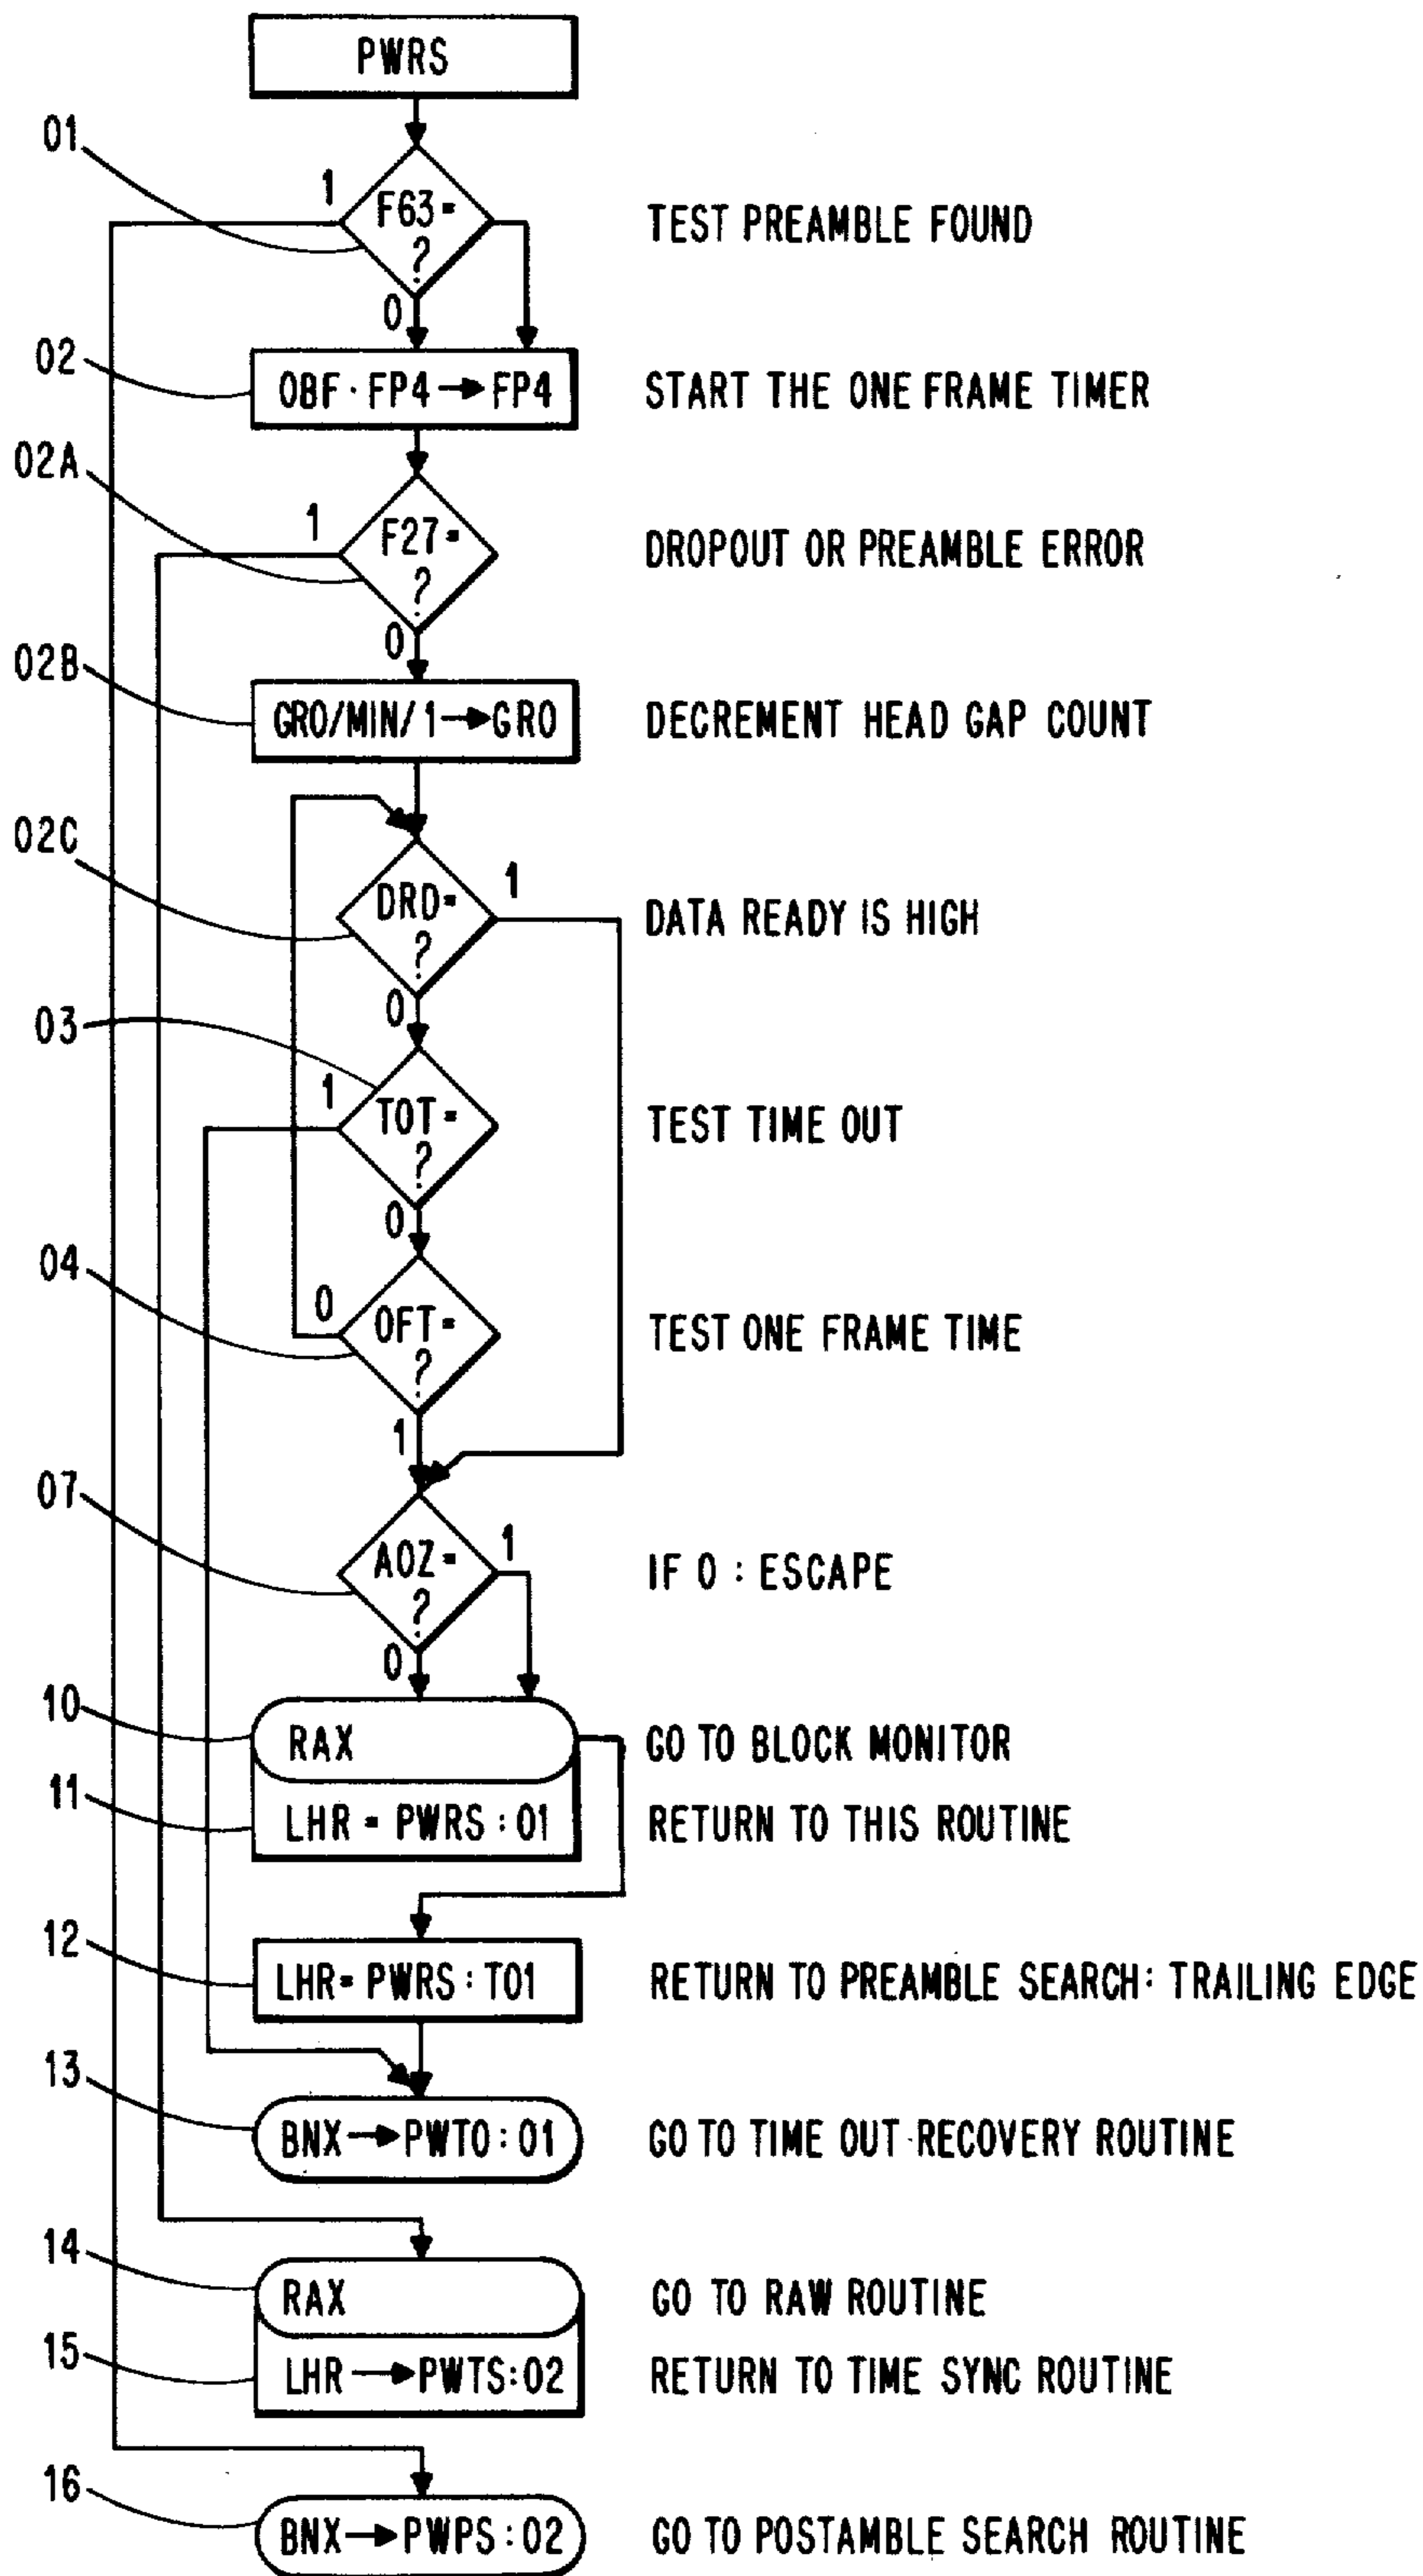 PWRS
01
1
F63=
?
TEST PREAMBLE FOUND
0
02
OBF · FP4→FP4
START THE ONE FRAME TIMER
02A
1
F27=
?
DROPOUT OR PREAMBLE ERROR
0
02B
GRO/MIN/1→GRO
DECREMENT HEAD GAP COUNT
02C
DRD=
?
1
DATA READY IS HIGH
0
03
1
TOT=
?
TEST TIME OUT
0
04
0
OFT=
?
TEST ONE FRAME TIME
1
07
AOZ=
?
1
IF 0 : ESCAPE
0
10
RAX
GO TO BLOCK MONITOR
11
LHR = PWRS : 01
RETURN TO THIS ROUTINE
12
LHR= PWRS : T01
RETURN TO PREAMBLE SEARCH: TRAILING EDGE
13
BNX→PWTO : 01
GO TO TIME OUT RECOVERY ROUTINE
14
RAX
GO TO RAW ROUTINE
15
LHR→PWTS:02
RETURN TO TIME SYNC ROUTINE
16
BNX→PWPS : 02
GO TO POSTAMBLE SEARCH ROUTINE